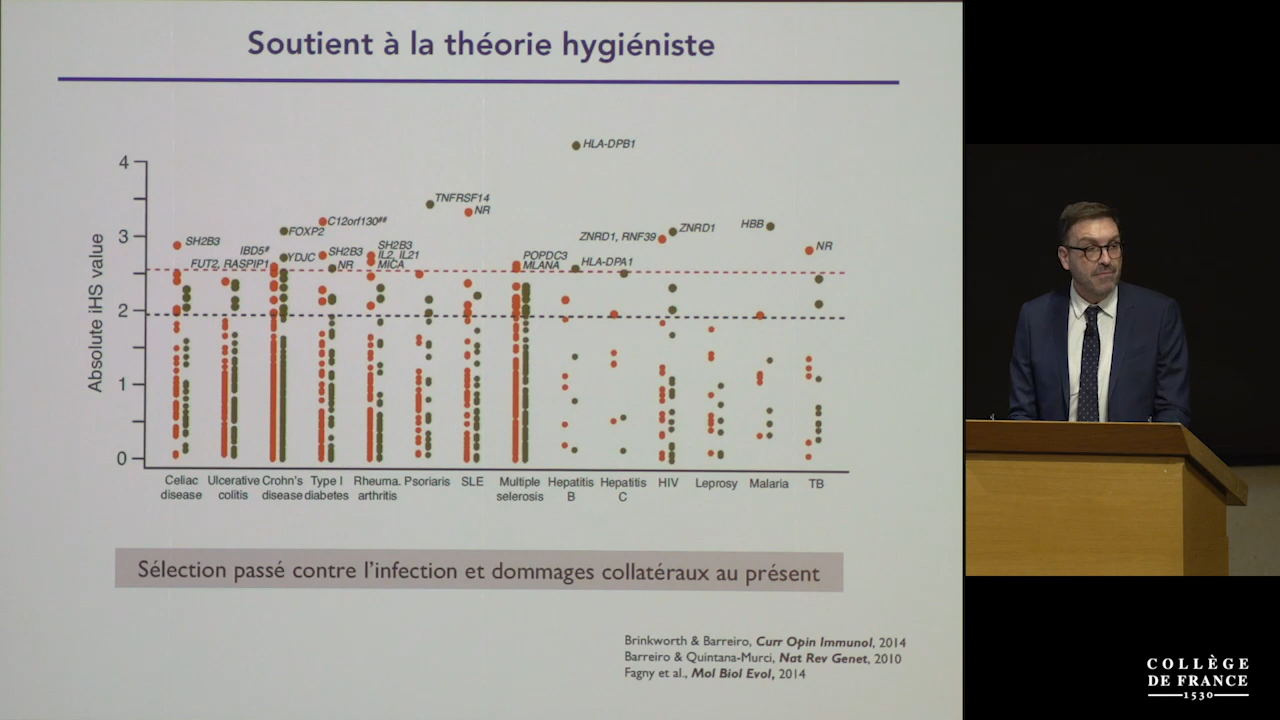 Soutient à la théorie hygiéniste
HLA-DPB1
4
TNFRSF14
NR
C12orf130##
FOXP2
HBB
ZNRD1
ZNRD1, RNF39
3
SH2B3
SH2B3
NR
IBD5#
SH2B3
IL2, IL21
YDJC
POPDC3
FUT2, RASPIP1
NR
MICA
MLANA
HLA-DPA1
2
Absolute iHS value
1
0
Celiac disease
Ulcerative colitis
Crohn's disease
Type I diabetes
Rheuma. arthritis
Psoriaris
SLE
Multiple selerosis
Hepatitis B
Hepatitis C
HIV
Leprosy
Malaria
TB
Sélection passé contre l'infection et dommages collatéraux au présent
Brinkworth & Barreiro, Curr Opin Immunol, 2014
Barreiro & Quintana-Murci, Nat Rev Genet, 2010
Fagny et al., Mol Biol Evol, 2014
COLLÈGE
DE FRANCE
1530